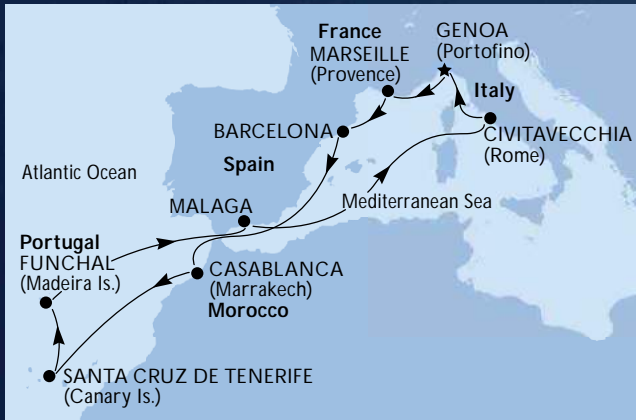 France
MARSEILLE
(Provence)
GENOA
(Portofino)
Italy
BARCELONA
CIVITAVECCHIA
(Rome)
Atlantic Ocean
Spain
MALAGA
Mediterranean Sea
Portugal
FUNCHAL
(Madeira Is.)
CASABLANCA
(Marrakech)
Morocco
SANTA CRUZ DE TENERIFE
(Canary Is.)